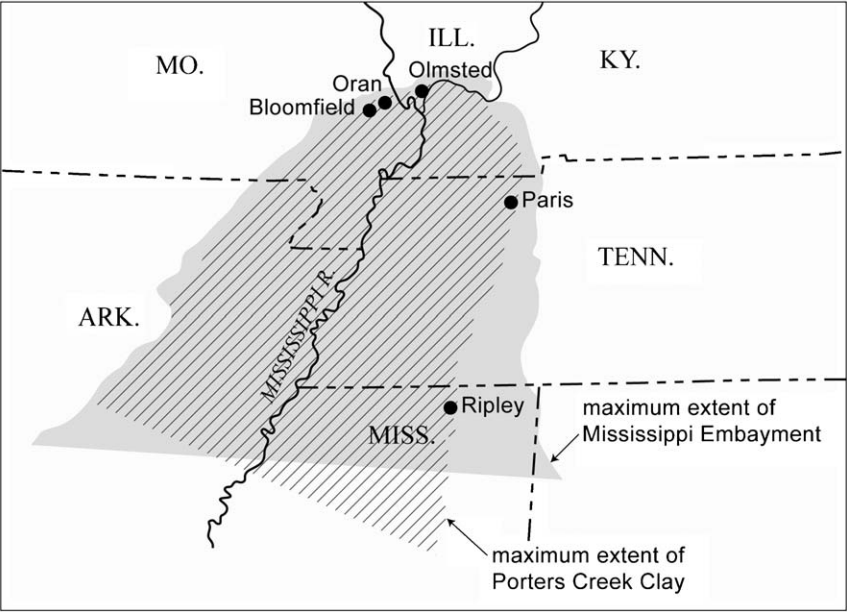 ILL.
MO.
KY.
Oran
Olmsted
Bloomfield
Paris
TENN.
MISSISSIPPI R.
ARK.
Ripley
MISS.
maximum extent of
Mississippi Embayment
maximum extent of
Porters Creek Clay